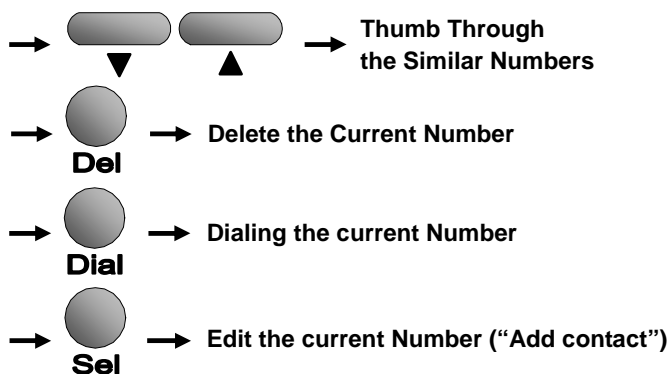 Thumb Through
the Similar Numbers
Del
Delete the Current Number
Dial
Dialing the current Number
Sel
Edit the current Number (“Add contact”)